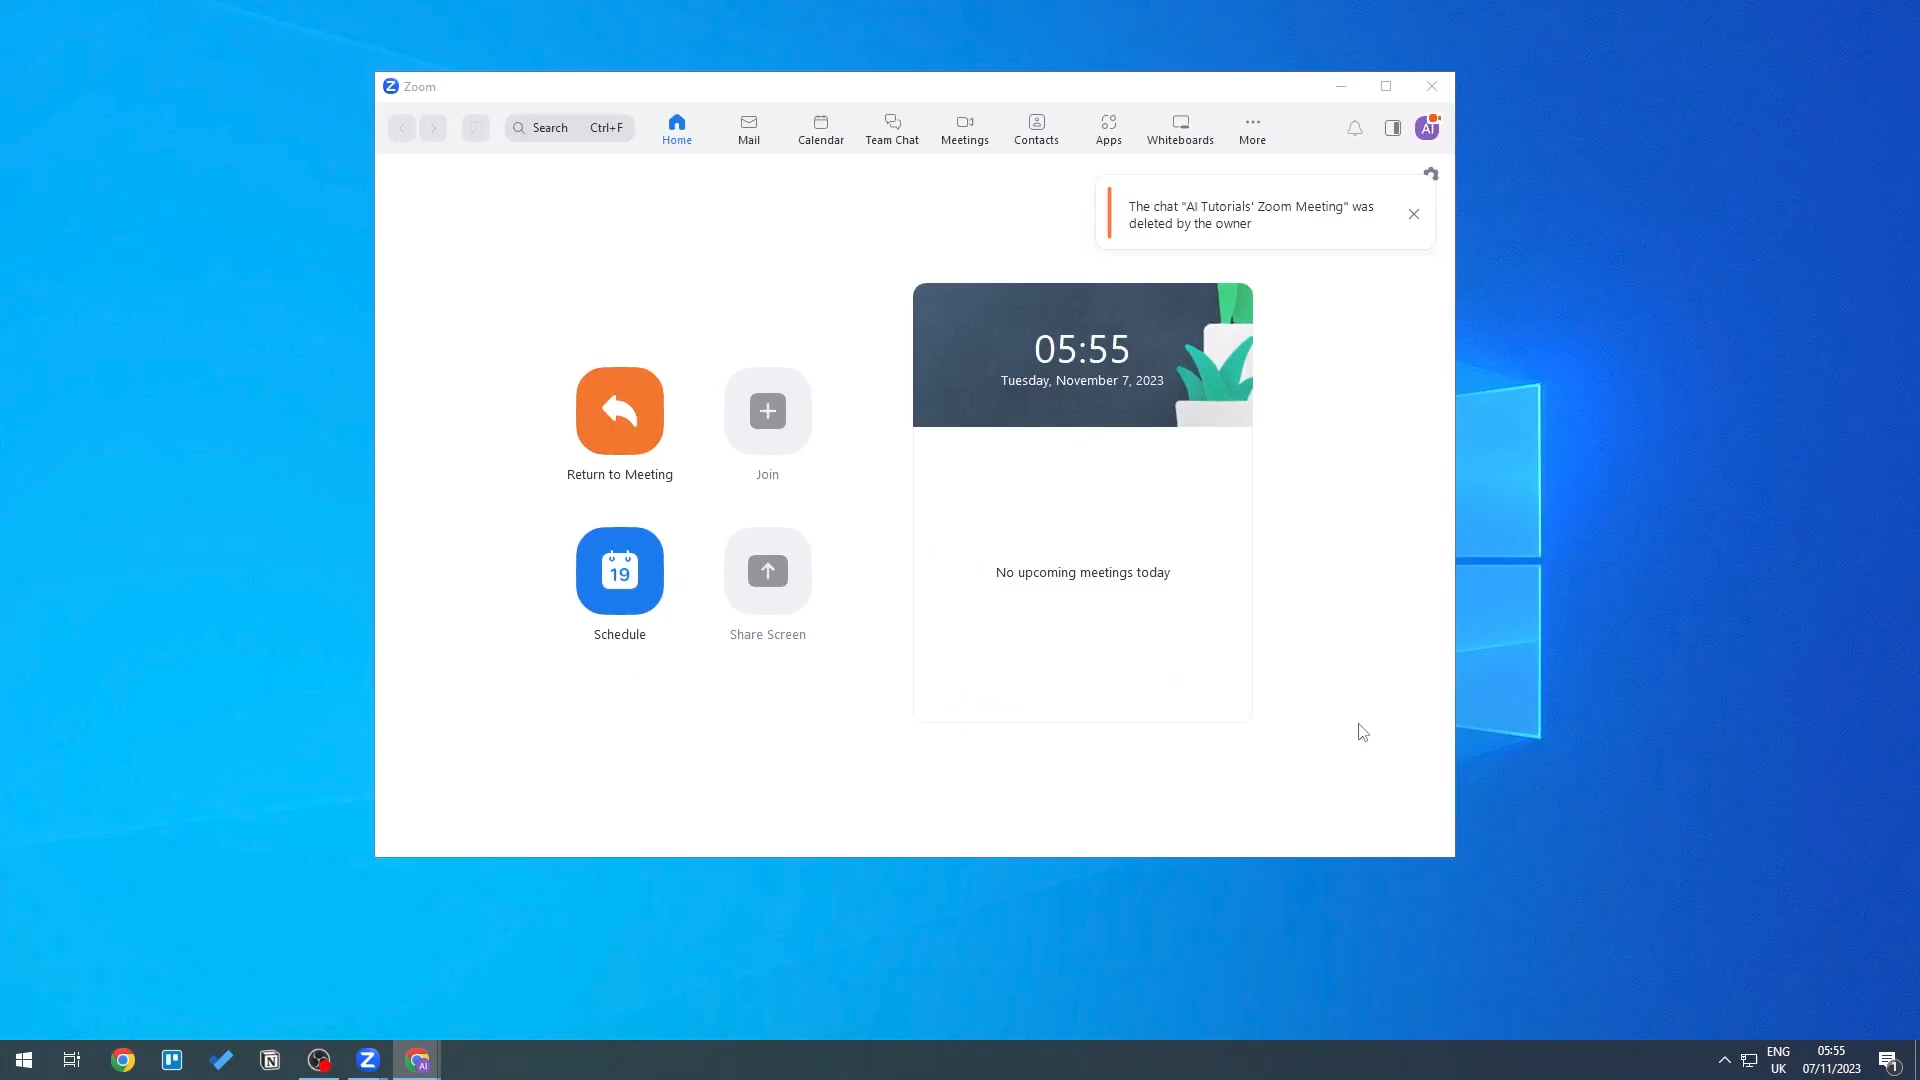 Zoom
Search Ctrl+F
Home
Mail
Calendar
Team Chat
Meetings
Contacts
Apps
Whiteboards
More
AI
The chat "AI Tutorials' Zoom Meeting" was
deleted by the owner
05:55
Tuesday, November 7, 2023
Return to Meeting
Join
19
Schedule
Share Screen
No upcoming meetings today
AI
ENG
UK
05:55
07/11/2023
1